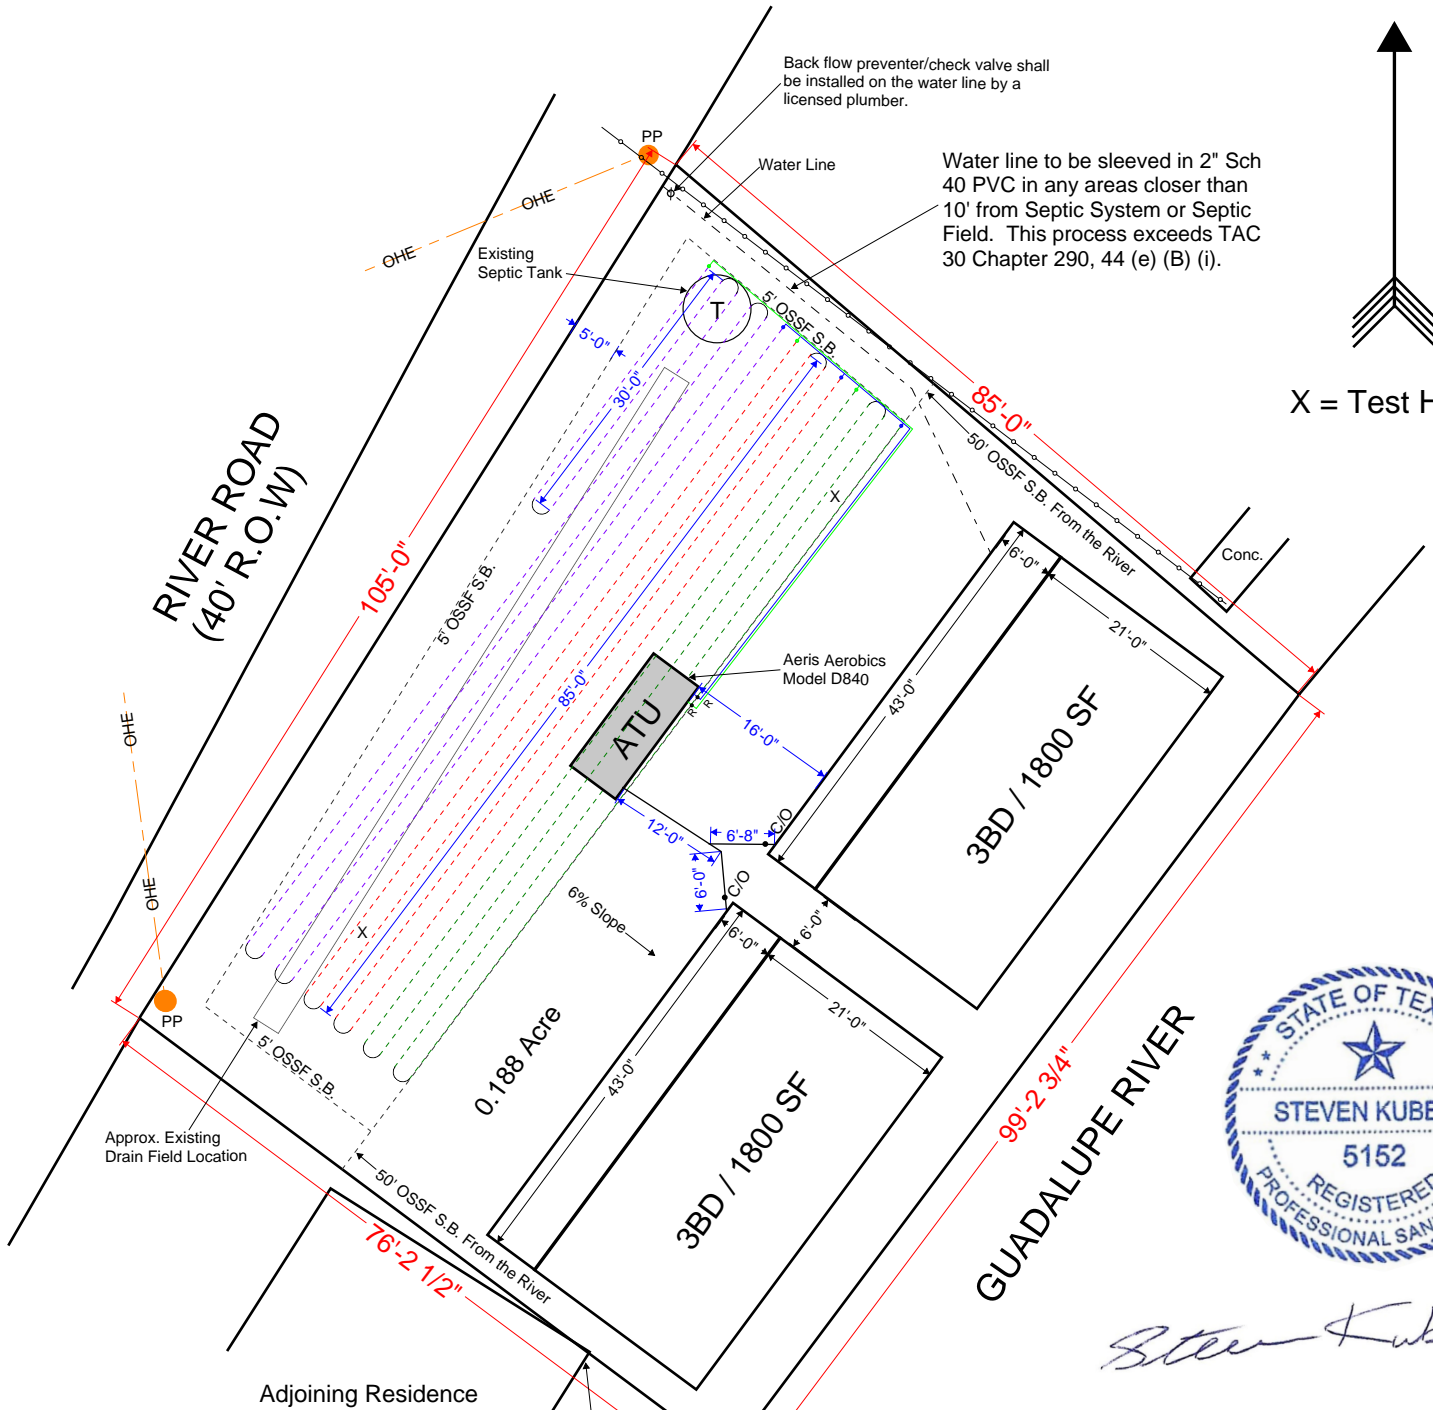 Back flow preventer/check valve shall
be installed on the water line by a
licensed plumber.
PP
Water Line
Water line to be sleeved in 2" Sch
40 PVC in any areas closer than
10' from Septic System or Septic
Field. This process exceeds TAC
30 Chapter 290, 44 (e) (B) (i).
OHE
OHE
Existing
Septic Tank
T
5' OSSF S.B.
5'-0"
30'-0"
85'-0"
X = Test H
50' OSSF S.B. From the River
RIVER ROAD
(40' R.O.W)
X
105'-0"
5' OSSF S.B.
Conc.
6'-0"
21'-0"
43'-0"
3BD / 1800 SF
Aeris Aerobics
Model D840
85'-0"
ATU
R
R
16'-0"
OHE
OHE
12'-0"
6'-8"
C/O
6'-0"
C/O
6% Slope
X
6'-0"
6'-0"
21'-0"
43'-0"
3BD / 1800 SF
PP
5' OSSF S.B.
0.188 Acre
Approx. Existing
Drain Field Location
50' OSSF S.B. From the River
76'-2 1/2"
99'-2 3/4"
GUADALUPE RIVER
STATE OF TEX
STEVEN KUBE
5152
REGISTERED
PROFESSIONAL SAN
Steven Kub
Adjoining Residence